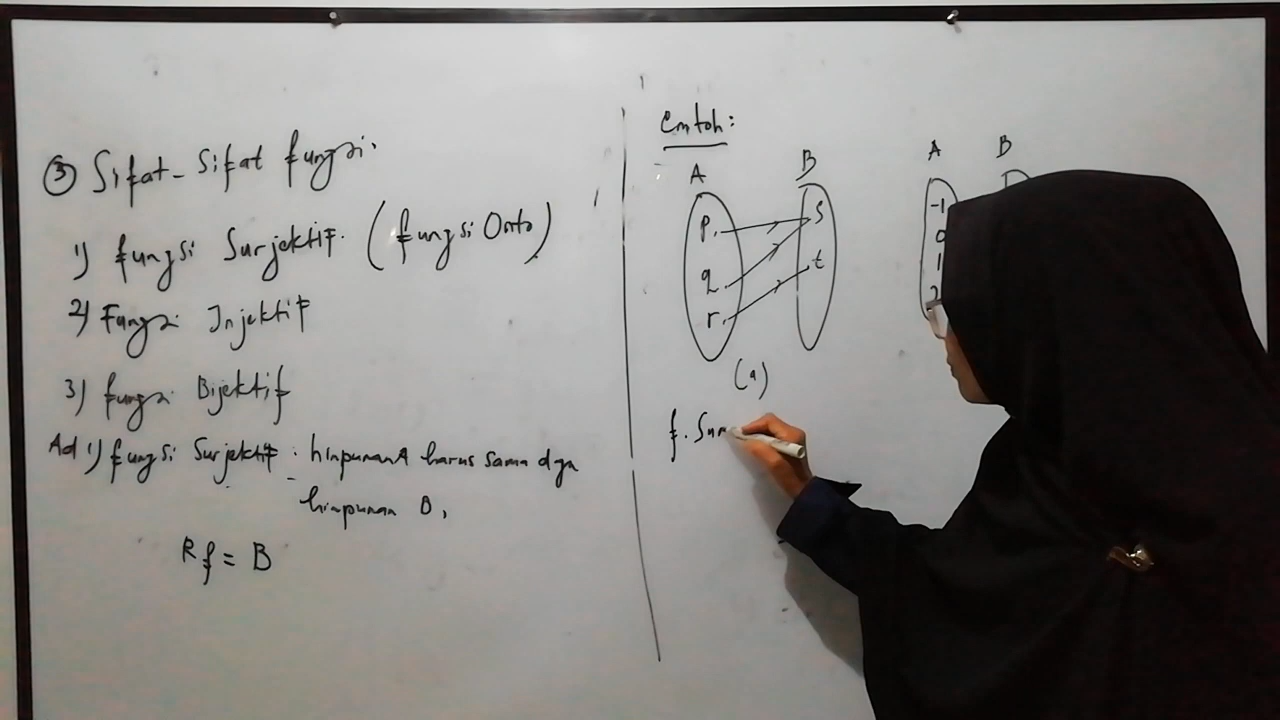 ③ Sifat-Sifat fungsi.
1) fungsi Surjektif. (fungsi Onto)
2) Fungsi Injektif
3) fungsi Bijektif
Ad 1) fungsi Surjektif : himpunan A harus sama dgn
himpunan B,
Rf = B
Contoh:
A B
p. s
q. t
r.
(a)
f. Sur
A B
-1
0
1
2